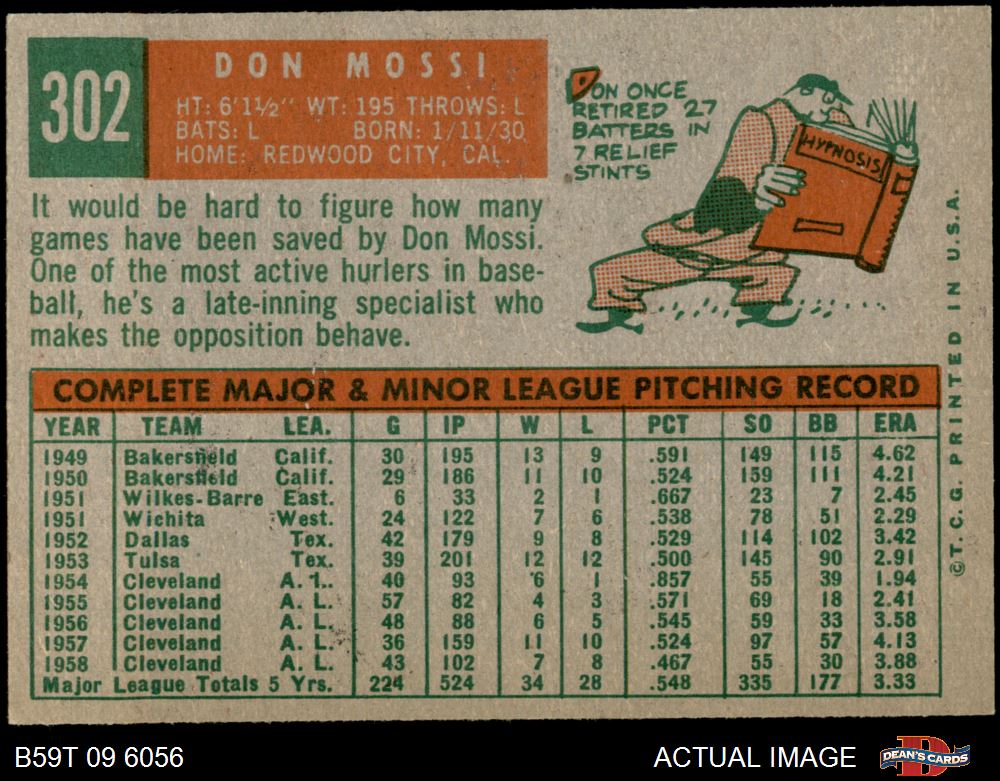 302
DON MOSSI
HT: 6'1½" WT: 195 THROWS: L
BATS: L BORN: 1/11/30
HOME: REDWOOD CITY, CAL.
It would be hard to figure how many
games have been saved by Don Mossi.
One of the most active hurlers in base-
ball, he's a late-inning specialist who
makes the opposition behave.
DON ONCE
RETIRED 27
BATTERS IN
7 RELIEF
STINTS
HYPNOSIS
COMPLETE MAJOR & MINOR LEAGUE PITCHING RECORD
YEAR TEAM LEA. G IP W L PCT SO BB ERA
1949 Bakersfield Calif. 30 195 13 9 .591 149 115 4.62
1950 Bakersfield Calif. 29 186 11 10 .524 159 111 4.21
1951 Wilkes-Barre East. 6 33 2 1 .667 23 7 2.45
1951 Wichita West. 24 122 7 6 .538 78 51 2.29
1952 Dallas Tex. 42 179 9 8 .529 114 102 3.42
1953 Tulsa Tex. 39 201 12 12 .500 145 90 2.91
1954 Cleveland A. L. 40 93 6 1 .857 55 39 1.94
1955 Cleveland A. L. 57 82 4 3 .571 69 18 2.41
1956 Cleveland A. L. 48 88 6 5 .545 59 33 3.58
1957 Cleveland A. L. 36 159 11 10 .524 97 57 4.13
1958 Cleveland A. L. 43 102 7 8 .467 55 30 3.88
Major League Totals 5 Yrs. 224 524 34 28 .548 335 177 3.33
©T. C. G. PRINTED IN U.S.A.
B59T 09 6056
ACTUAL IMAGE
DEAN'S CARDS